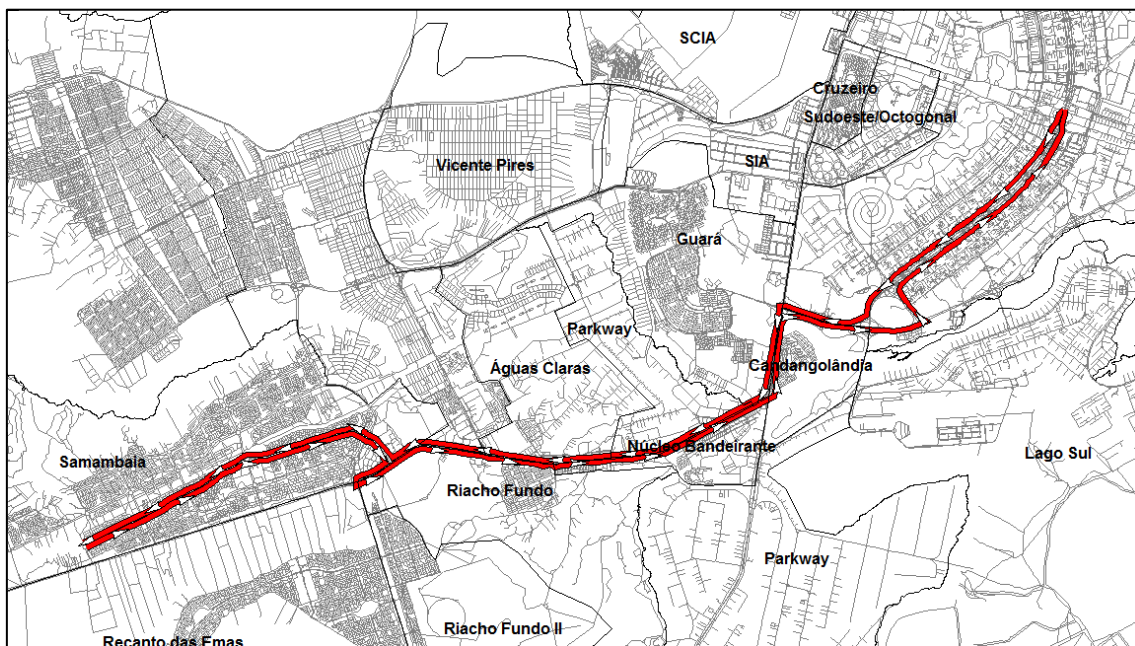 SCIA
Cruzeiro
Sudoeste/Octogonal
Vicente Pires
SIA
Guará
Parkway
Águas Claras
Candangolândia
Núcleo Bandeirante
Samambaia
Lago Sul
Riacho Fundo
Parkway
Riacho Fundo II
Recanto das Emas